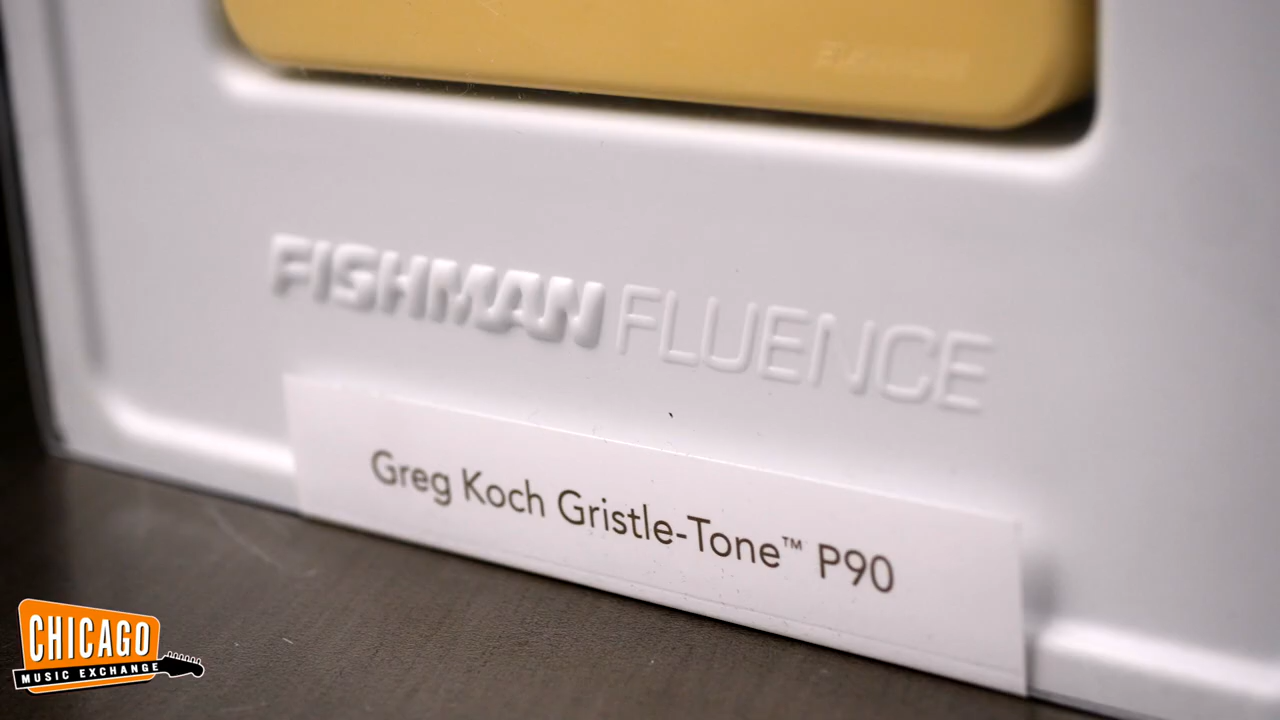 FISHMAN FLUENCE
Greg Koch Gristle-Tone™ P90
CHICAGO
MUSIC EXCHANGE